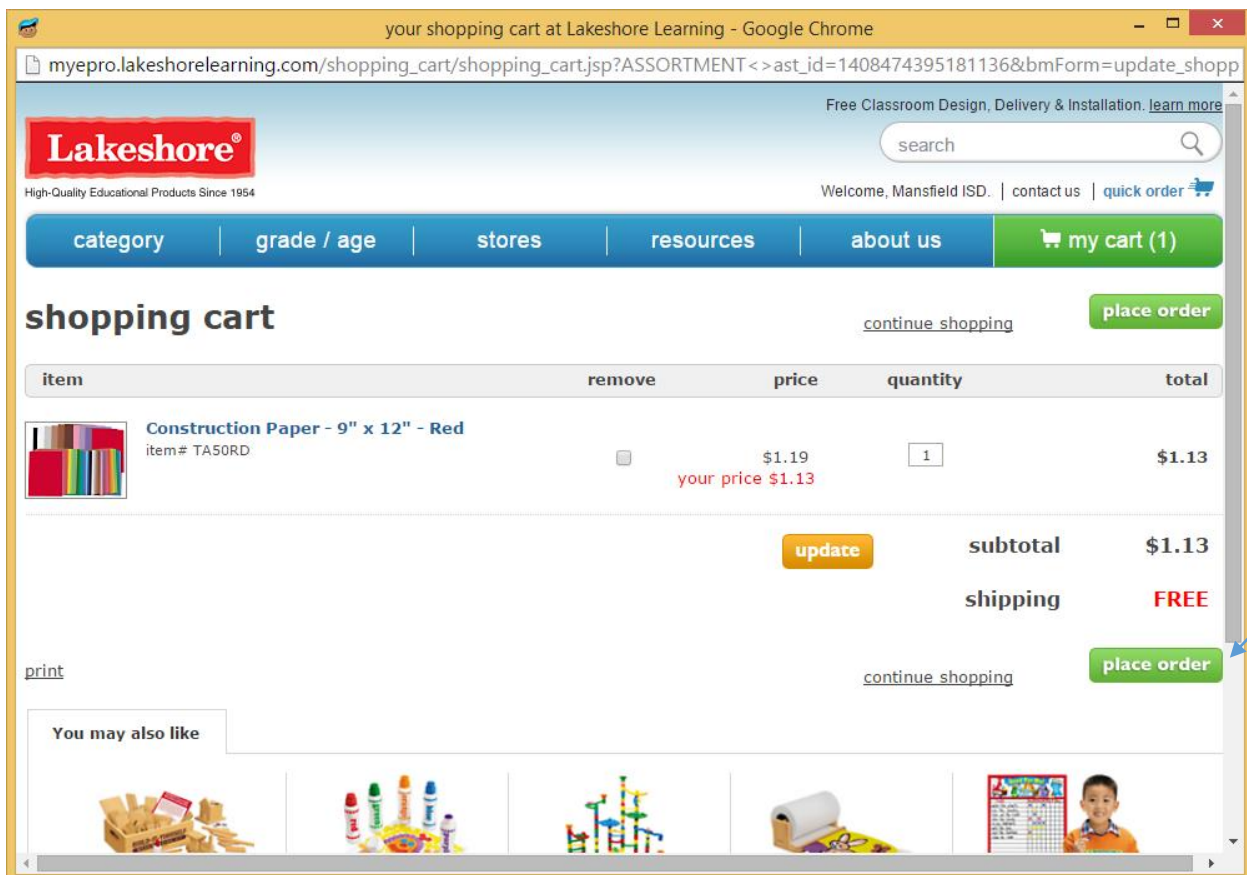 your shopping cart at Lakeshore Learning - Google Chrome
myepro.lakeshorelearning.com/shopping_cart/shopping_cart.jsp?ASSORTMENT<>ast_id=1408474395181136&bmForm=update_shopp
Free Classroom Design, Delivery & Installation. learn more
Lakeshore®
search
High-Quality Educational Products Since 1954
Welcome, Mansfield ISD. | contact us | quick order
category grade / age stores resources about us my cart (1)
shopping cart
continue shopping
place order
item remove price quantity total
Construction Paper - 9" x 12" - Red
item# TA50RD
$1.19 1 $1.13
your price $1.13
update subtotal $1.13
shipping FREE
print continue shopping place order
You may also like